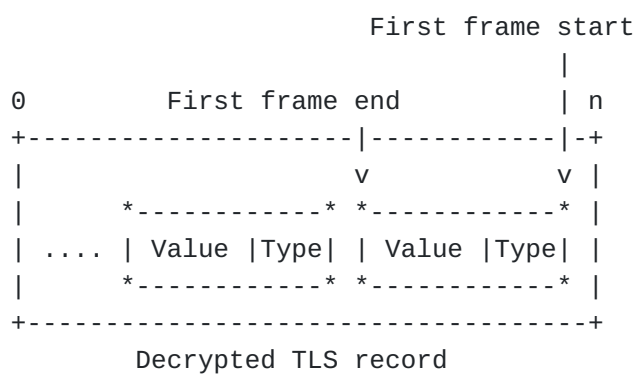 First frame start
                                   |
0         First frame end          | n
+---------------------|------------|-+
|                     v            v |
|      *------------* *------------* |
| .... | Value |Type| | Value |Type| |
|      *------------* *------------* |
+------------------------------------+
        Decrypted TLS record